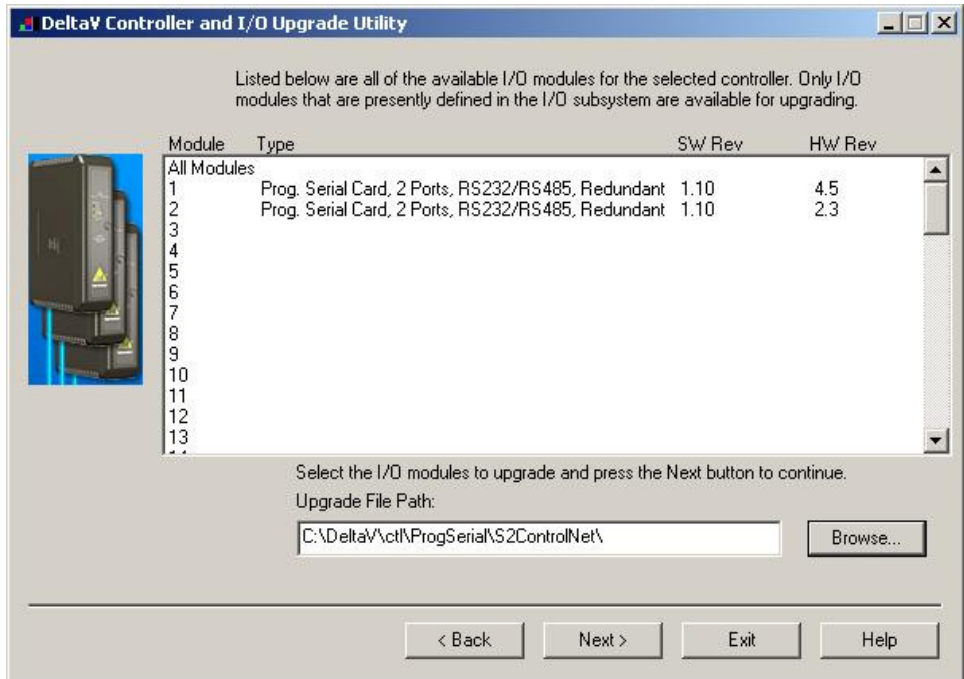 DeltaV Controller and I/O Upgrade Utility
Listed below are all of the available I/O modules for the selected controller. Only I/O
modules that are presently defined in the I/O subsystem are available for upgrading.
Module Type SW Rev HW Rev
All Modules
1 Prog. Serial Card, 2 Ports, RS232/RS485, Redundant 1.10 4.5
2 Prog. Serial Card, 2 Ports, RS232/RS485, Redundant 1.10 2.3
3
4
5
6
7
8
9
10
11
12
13
Select the I/O modules to upgrade and press the Next button to continue.
Upgrade File Path:
C:\DeltaV\ctl\ProgSerial\S2ControlNet\ Browse...
< Back Next > Exit Help